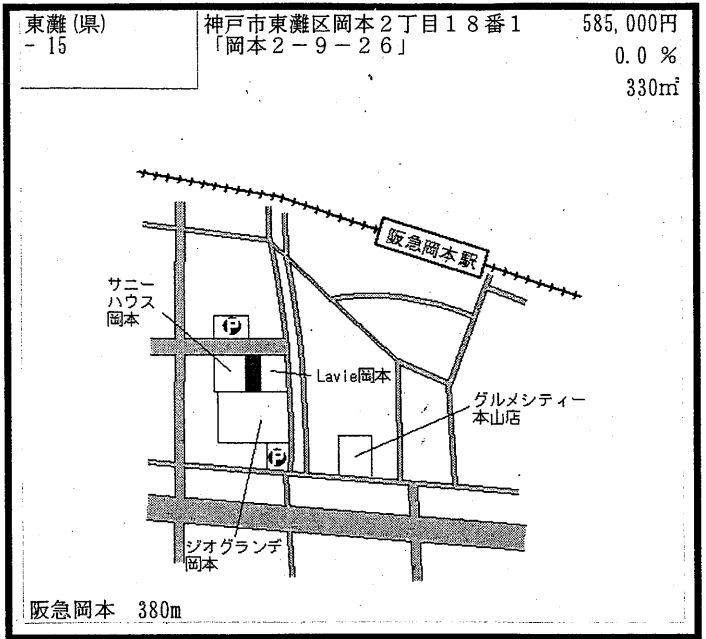 東灘(県)
- 15
神戸市東灘区岡本2丁目18番1
「岡本2－9－26」
585,000円
0.0 %
330㎡
阪急岡本駅
サニー
ハウス
岡本
P
Lavie岡本
グルメシティー
本山店
P
ジオグランデ
岡本
阪急岡本 380m